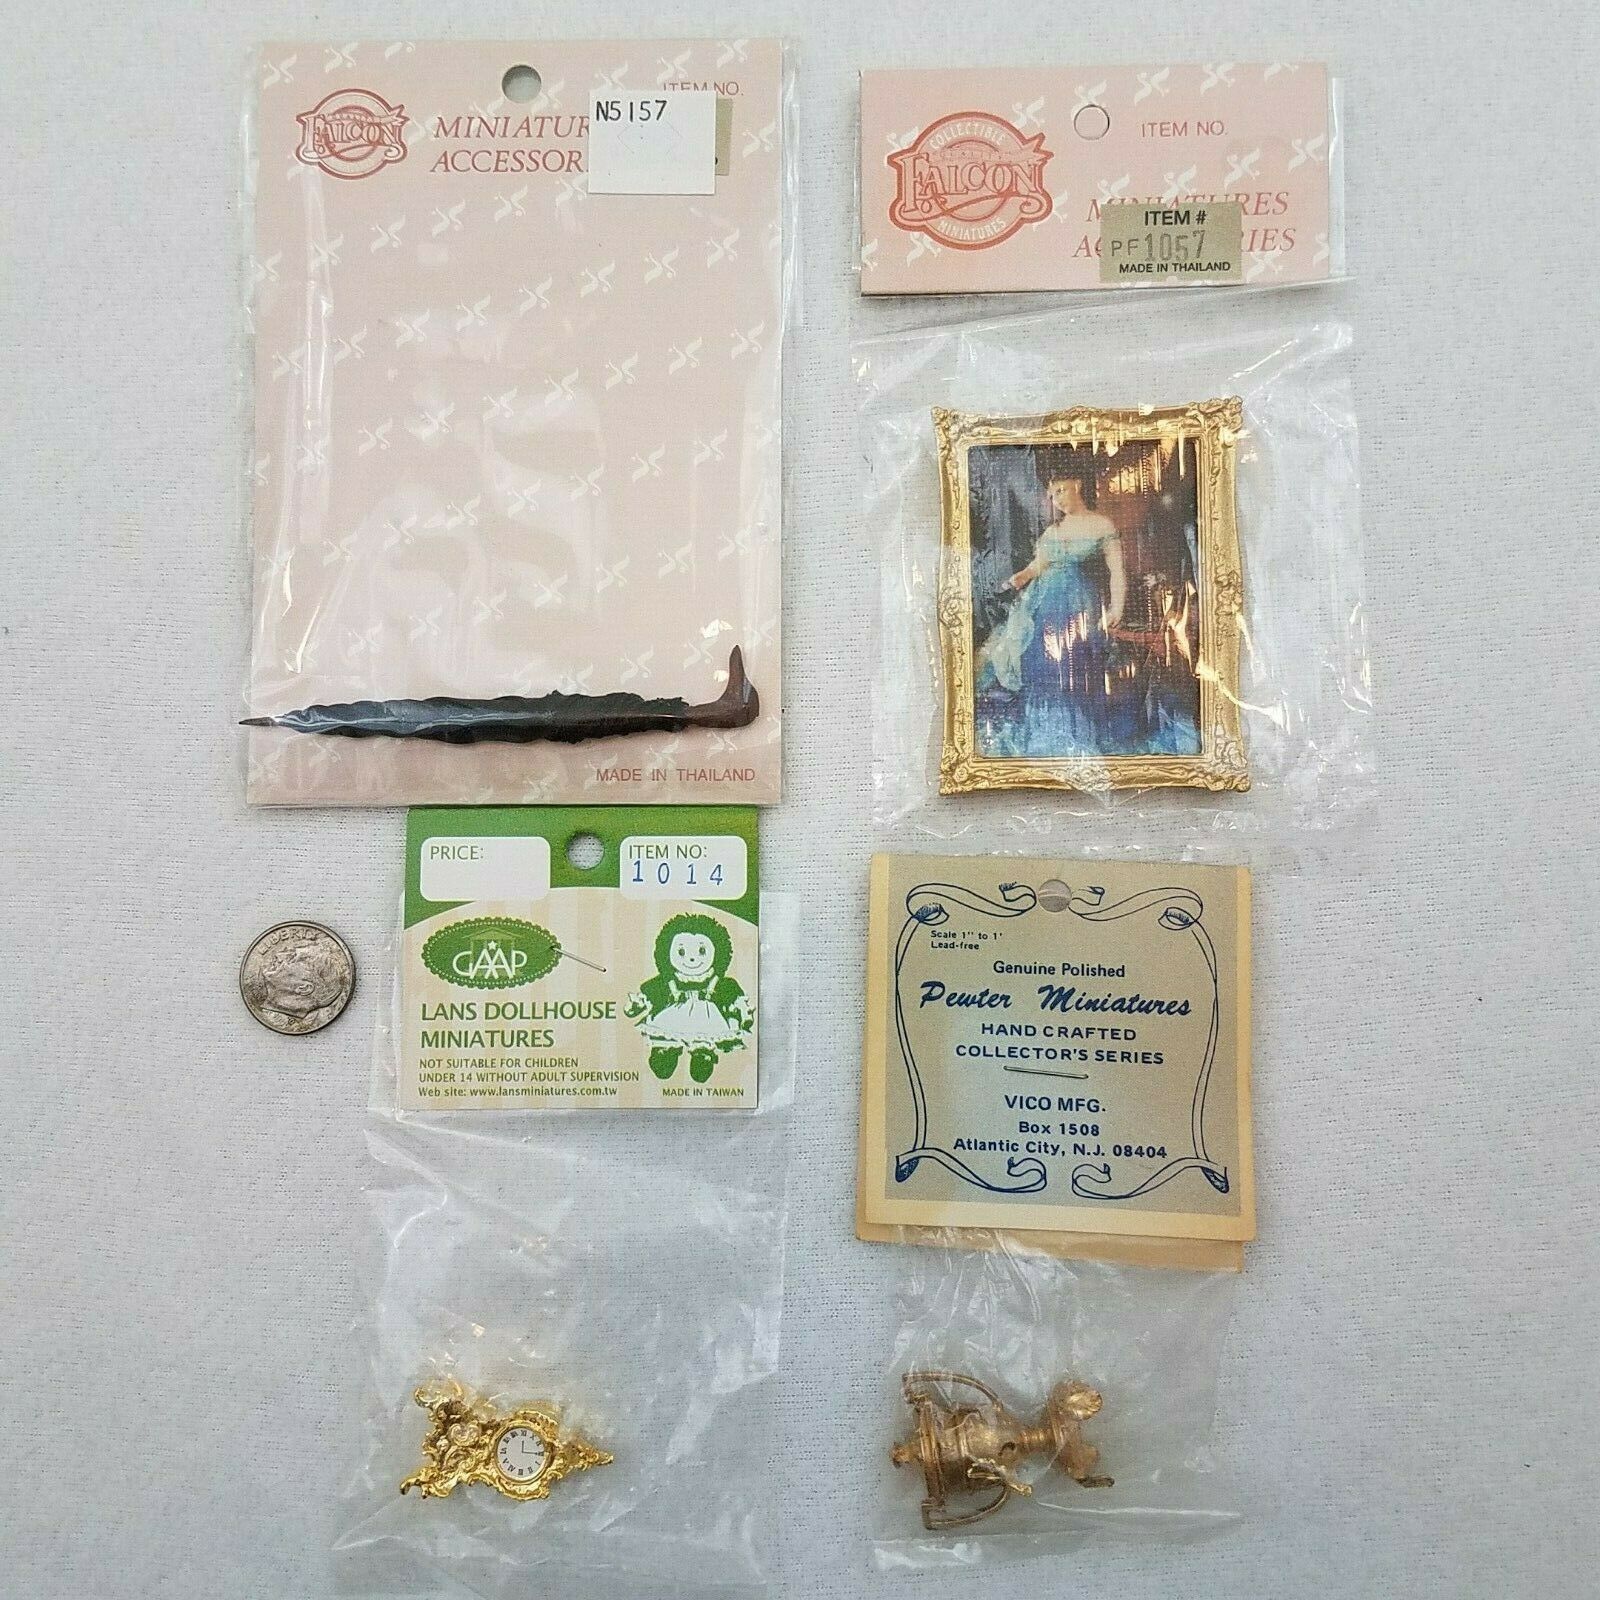 FALCON
MINIATUR
ACCESSOR
ITEM NO.
N5157
MADE IN THAILAND
COLLECTIBLE
FALCON
MINIATURES
ITEM NO.
MINIATURES
ITEM #
PF1057
MADE IN THAILAND
PRICE:
ITEM NO:
1014
LANS DOLLHOUSE
MINIATURES
NOT SUITABLE FOR CHILDREN
UNDER 14 WITHOUT ADULT SUPERVISION
Web site: www.lansminiatures.com.tw
MADE IN TAIWAN
LIBERTY
Scale 1" to 1'
Lead-free
Genuine Polished
Pewter Miniatures
HAND CRAFTED
COLLECTOR'S SERIES
VICO MFG.
Box 1508
Atlantic City, N.J. 08404